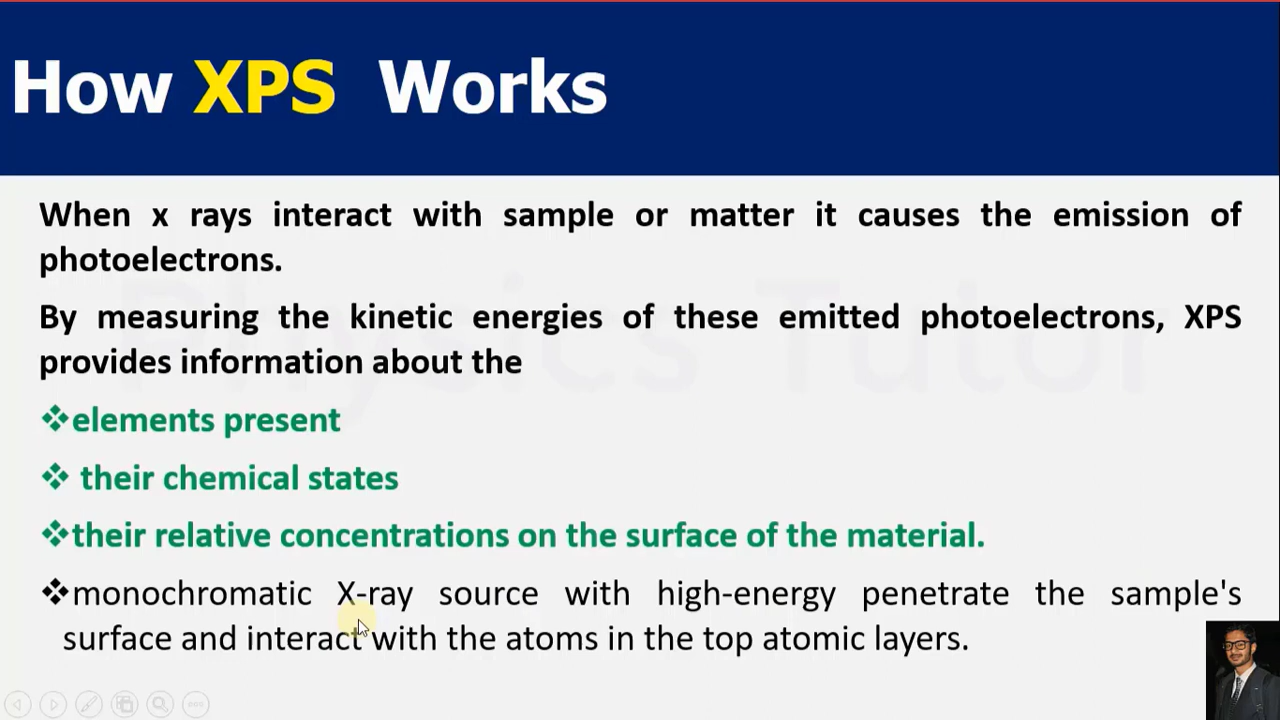 How XPS Works
When x rays interact with sample or matter it causes the emission of
photoelectrons.
By measuring the kinetic energies of these emitted photoelectrons, XPS
provides information about the
❖elements present
❖ their chemical states
❖their relative concentrations on the surface of the material.
❖monochromatic X-ray source with high-energy penetrate the sample's
surface and interact with the atoms in the top atomic layers.
Physics Tutor